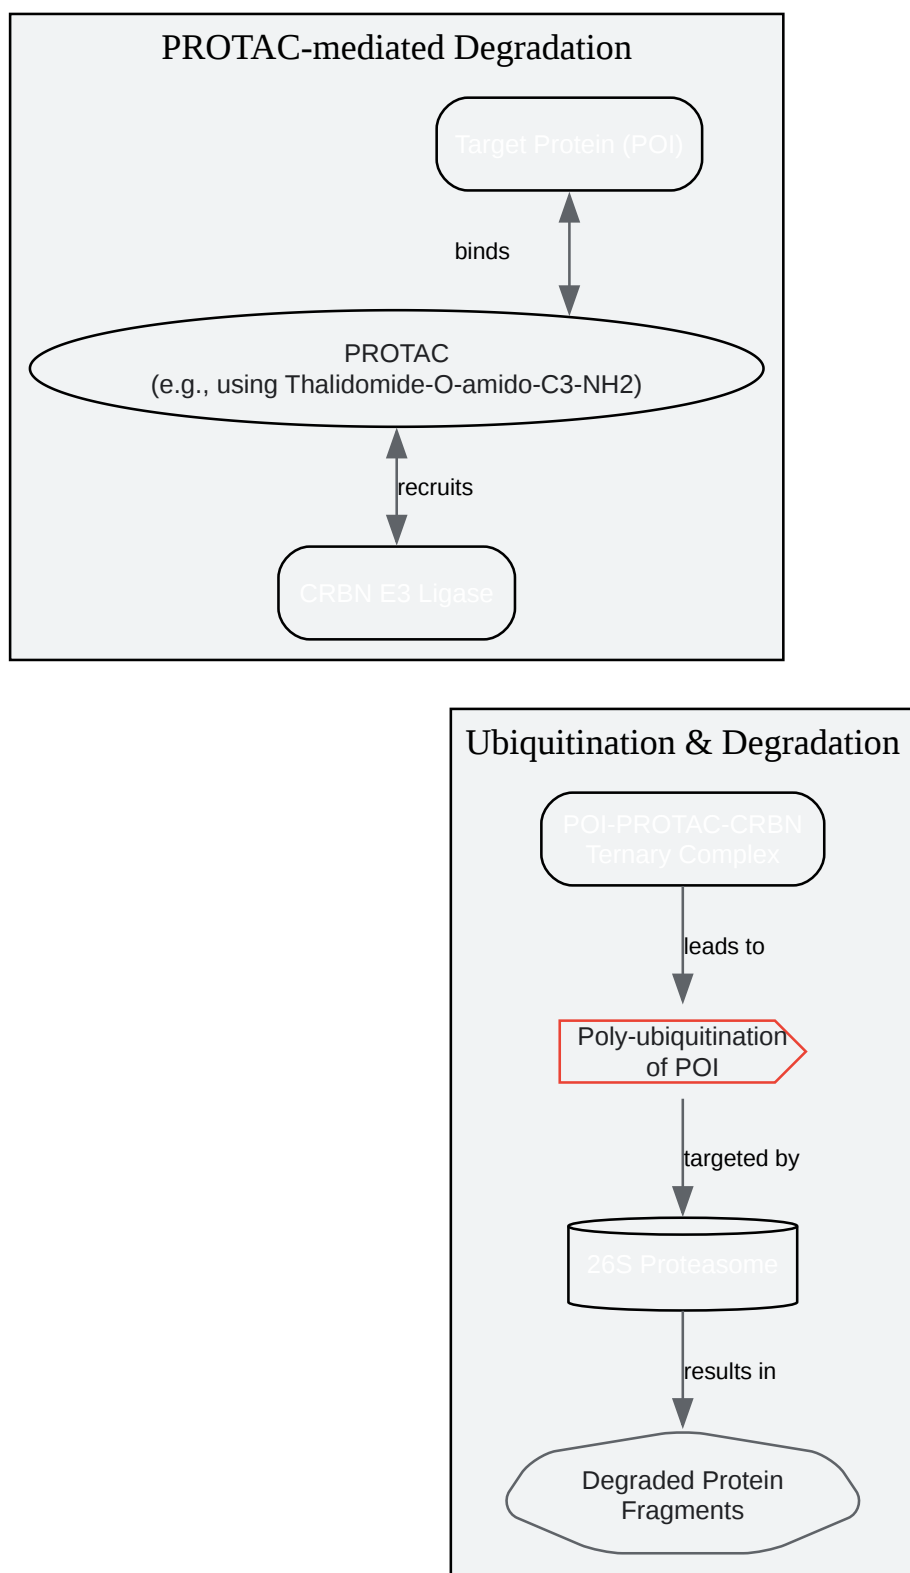 PROTAC-mediated Degradation
Target Protein (POI)
binds
PROTAC
(e.g., using Thalidomide-O-amido-C3-NH2)
recruits
CRBN E3 Ligase
Ubiquitination & Degradation
POI-PROTAC-CRBN
Ternary Complex
leads to
Poly-ubiquitination
of POI
targeted by
26S Proteasome
results in
Degraded Protein
Fragments